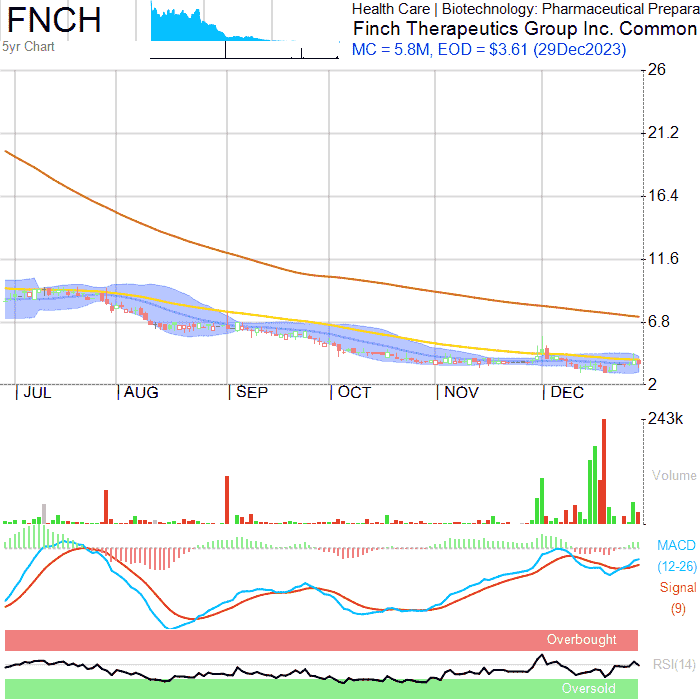 FNCH
5yr Chart
Health Care | Biotechnology: Pharmaceutical Prepara
Finch Therapeutics Group Inc. Common
MC = 5.8M, EOD = $3.61 (29Dec2023)
26
21.2
16.4
11.6
6.8
2
JUL AUG SEP OCT NOV DEC
243k
Volume
MACD
(12-26)
Signal
(9)
Overbought
RSI(14)
Oversold